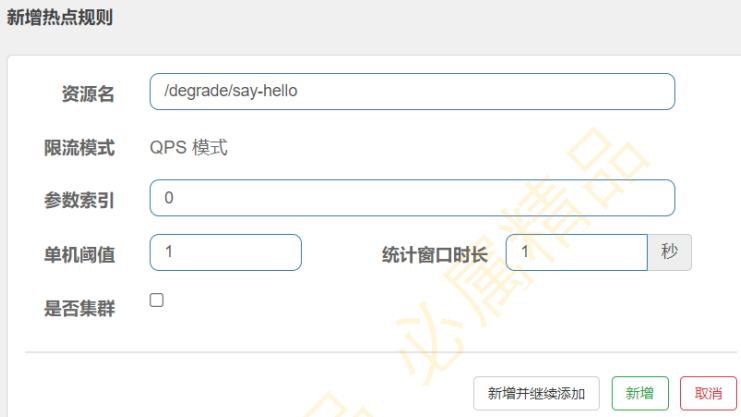 新增热点规则
资源名 /degrade/say-hello
限流模式 QPS 模式
参数索引 0
单机阈值 1 统计窗口时长 1 秒
是否集群
必属精品
品
新增并继续添加 新增 取消